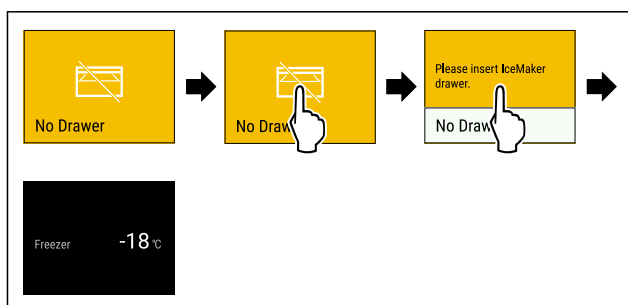 No Drawer
No Draw
Please insert IceMaker
drawer.
No Draw
Freezer -18 °C